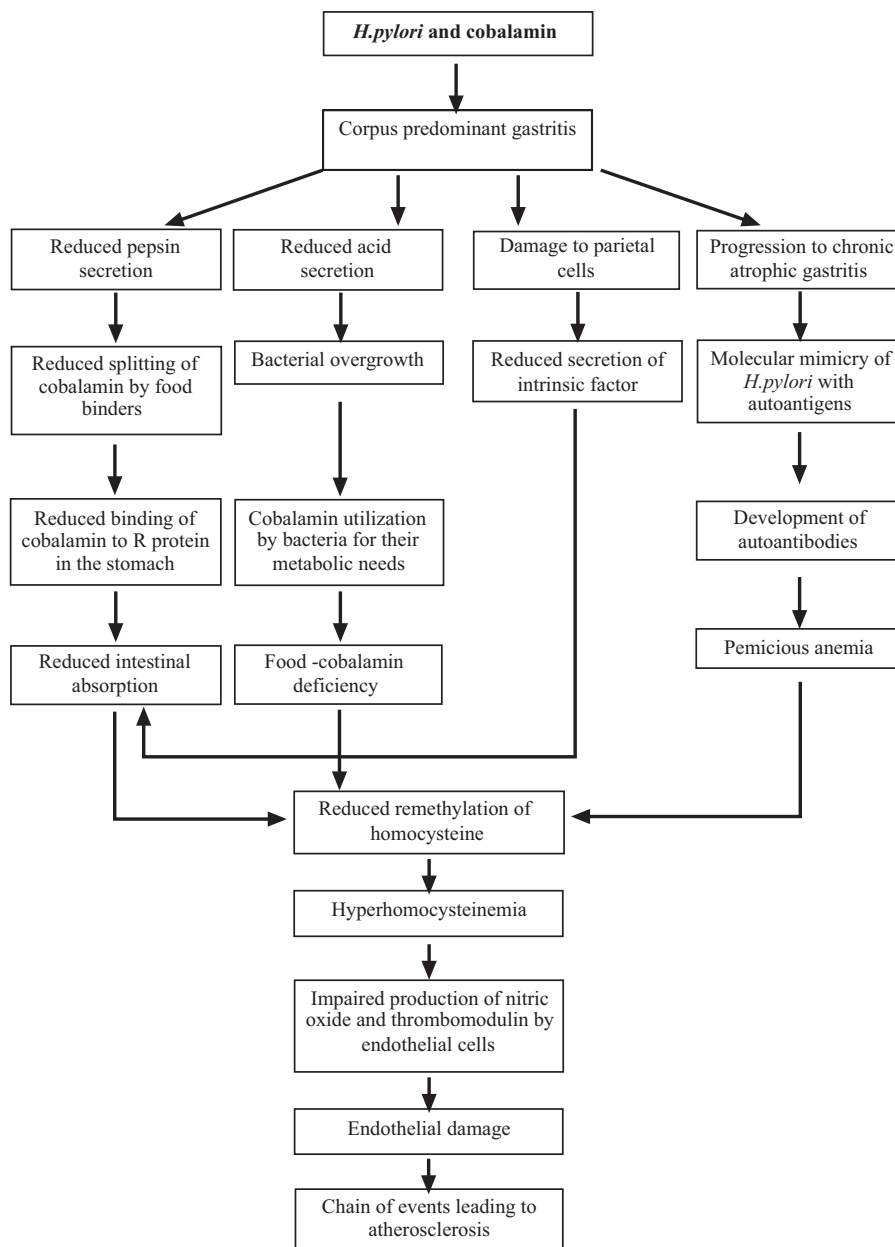 H.pylori and cobalamin
Corpus predominant gastritis
Reduced pepsin
secretion
Reduced acid
secretion
Damage to parietal
cells
Progression to chronic
atrophic gastritis
Reduced splitting of
cobalamin by food
binders
Bacterial overgrowth
Reduced secretion of
intrinsic factor
Molecular mimicry of
H.pylori with
autoantigens
Reduced binding of
cobalamin to R protein
in the stomach
Cobalamin utilization
by bacteria for their
metabolic needs
Development of
autoantibodies
Reduced intestinal
absorption
Food -cobalamin
deficiency
Pemicious anemia
Reduced remethylation of
homocysteine
Hyperhomocysteinemia
Impaired production of nitric
oxide and thrombomodulin by
endothelial cells
Endothelial damage
Chain of events leading to
atherosclerosis